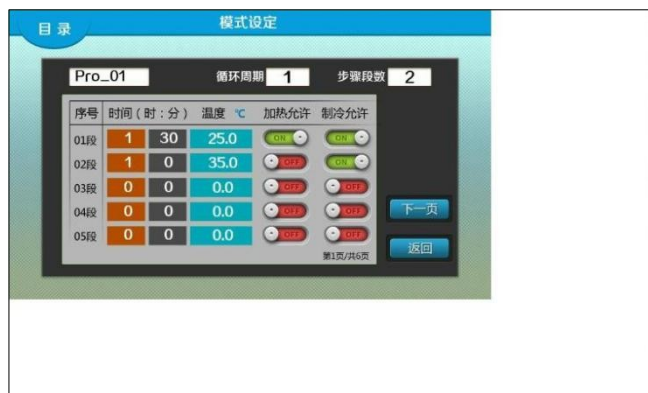 目录
模式设定
Pro_01 循环周期 1 步骤段数 2
序号 时间(时:分) 温度 ℃ 加热允许 制冷允许
01段 1 30 25.0 ON ON
02段 1 0 35.0 OFF ON
03段 0 0 0.0 OFF OFF
04段 0 0 0.0 OFF OFF
05段 0 0 0.0 OFF OFF
下一页
第1页/共6页
返回